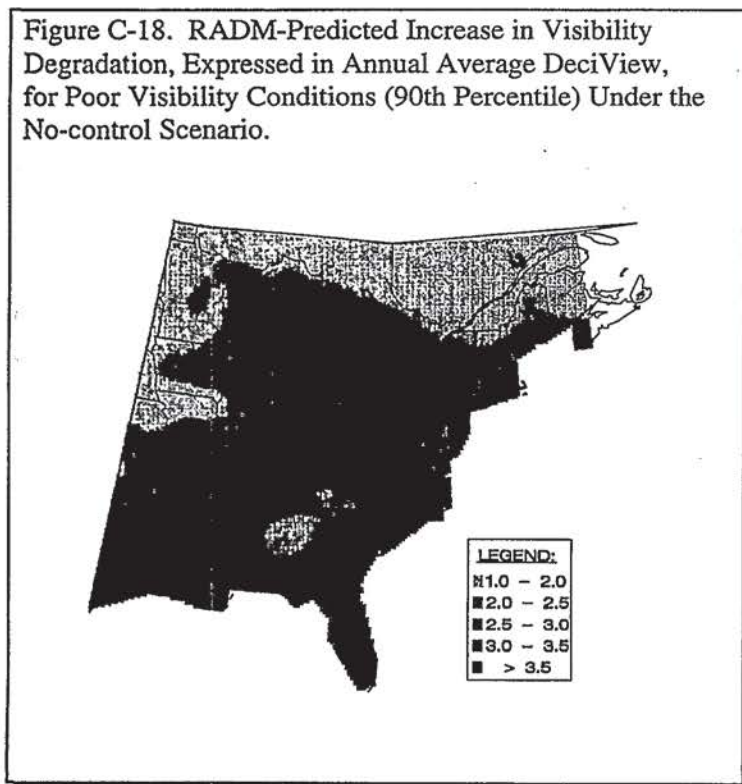 Figure C-18. RADM-Predicted Increase in Visibility
Degradation, Expressed in Annual Average DeciView,
for Poor Visibility Conditions (90th Percentile) Under the
No-control Scenario.
LEGEND:
1.0 - 2.0
2.0 - 2.5
2.5 - 3.0
3.0 - 3.5
> 3.5